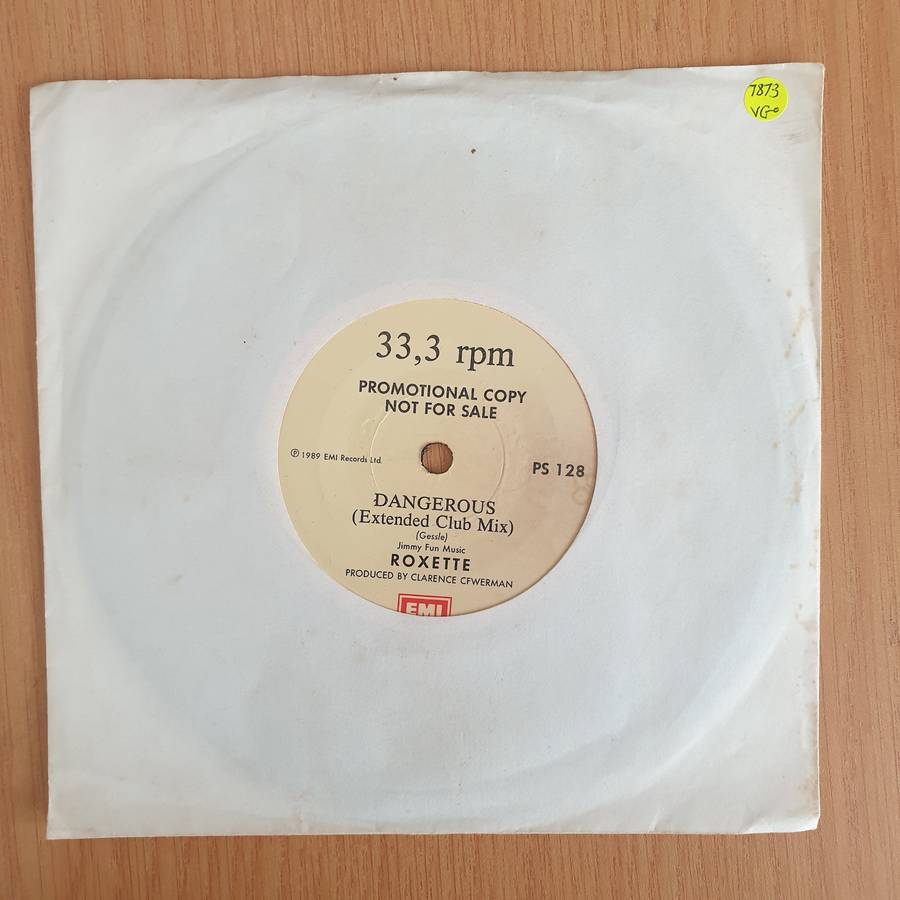 7873
VG
33,3 rpm
PROMOTIONAL COPY
NOT FOR SALE
℗ 1989 EMI Records Ltd.
PS 128
DANGEROUS
(Extended Club Mix)
(Gessle)
Jimmy Fun Music
ROXETTE
PRODUCED BY CLARENCE CFWERMAN
EMI